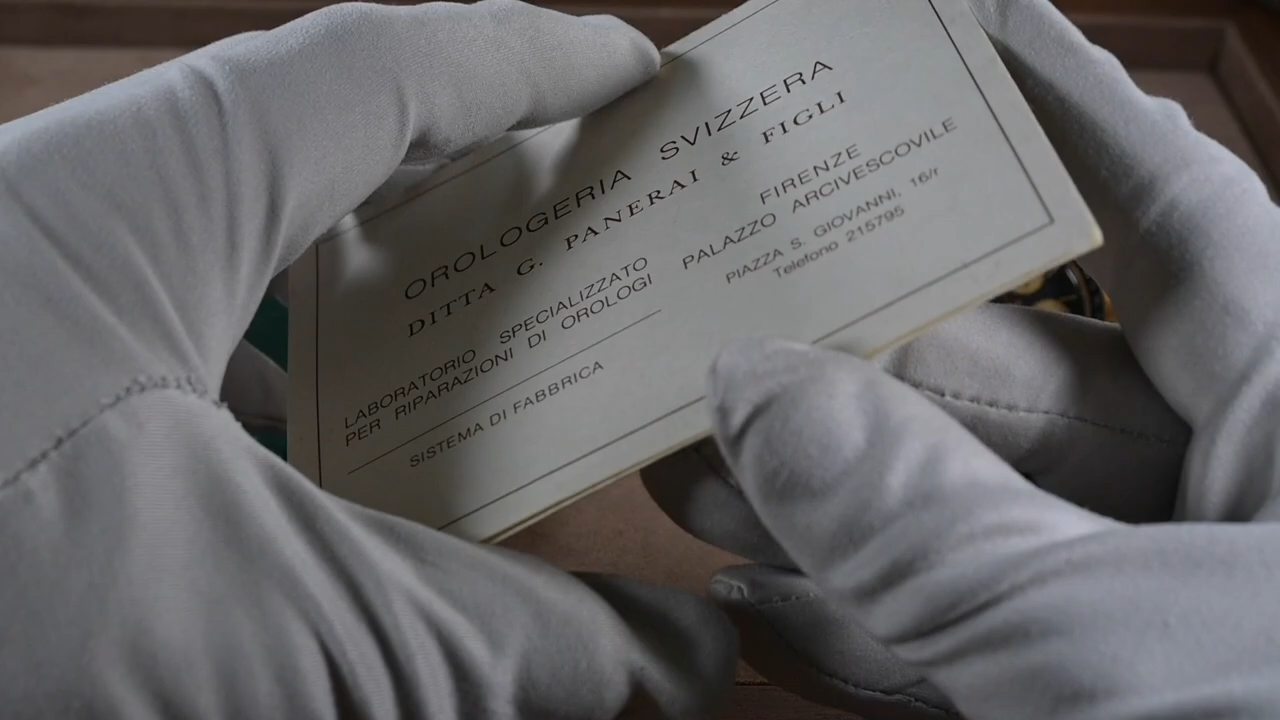 OROLOGERIA SVIZZERA
DITTA G. PANERAI & FIGLI
LABORATORIO SPECIALIZZATO
PER RIPARAZIONI DI OROLOGI
SISTEMA DI FABBRICA
FIRENZE
PALAZZO ARCIVESCOVILE
PIAZZA S. GIOVANNI, 16/r
Telefono 215795